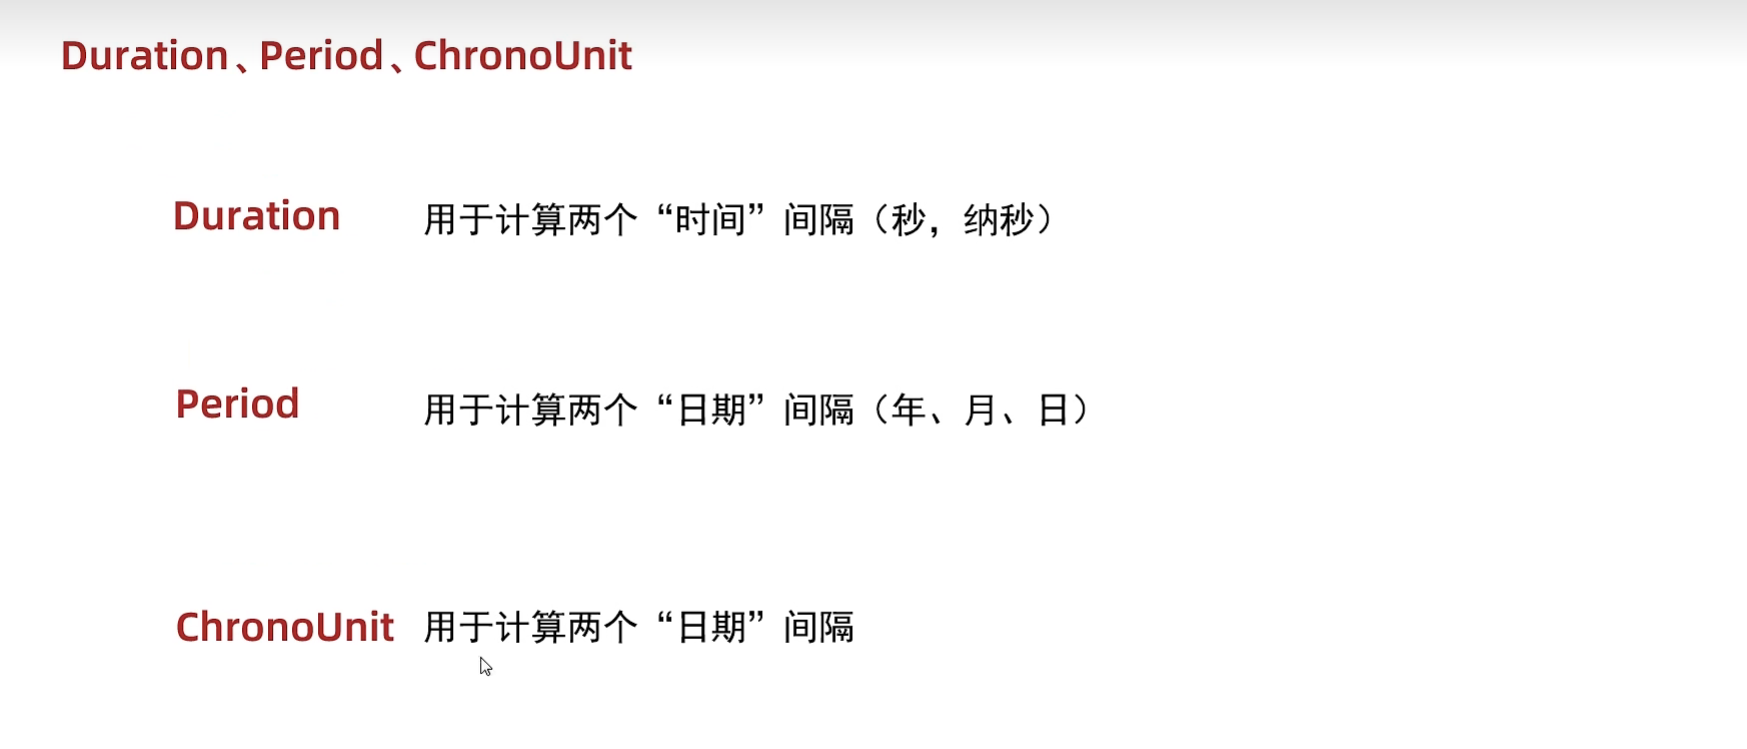 Duration、Period、ChronoUnit
Duration 用于计算两个“时间”间隔（秒，纳秒）
Period 用于计算两个“日期”间隔（年、月、日）
ChronoUnit 用于计算两个“日期”间隔